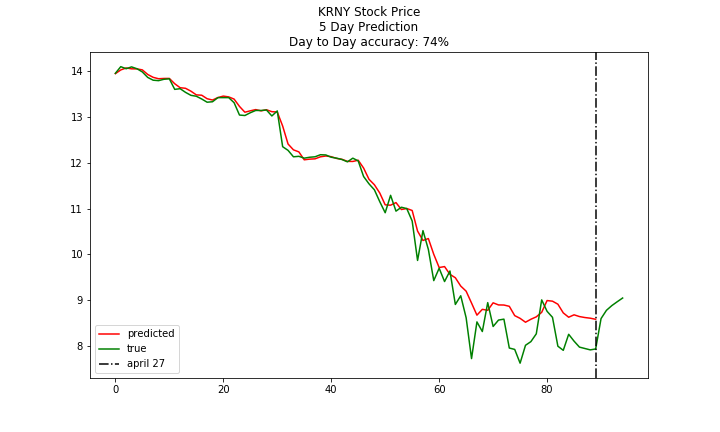 KRNY Stock Price
5 Day Prediction
Day to Day accuracy: 74%
14
13
12
11
10
9
8
predicted
true
april 27
0
20
40
60
80